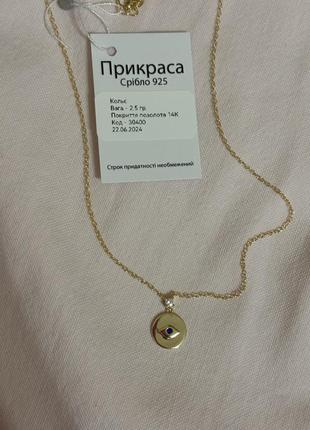 Прикраса
Срібло 925
Кольє
Вага - 2.5 гр.
Покриття позолота 14К
Код - 30400
22.06.2024
Строк придатності необмежений